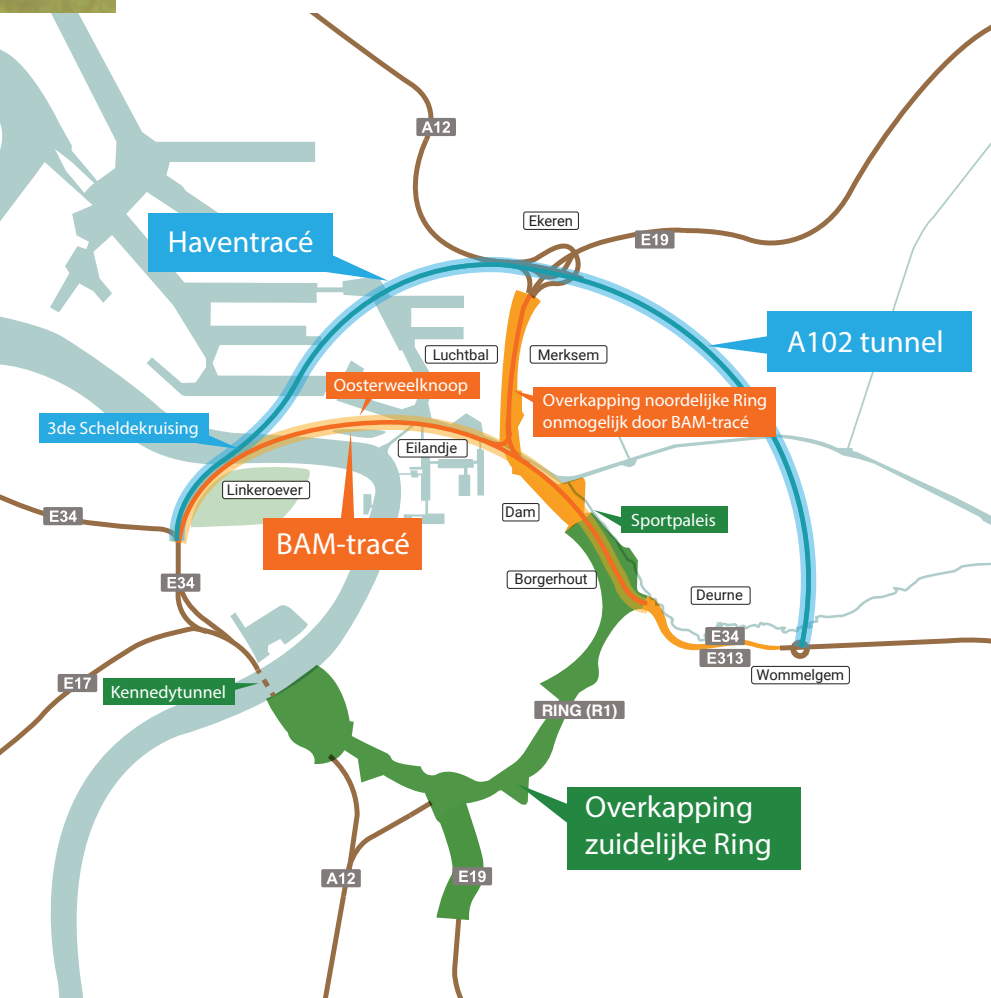 A12
Ekeren
E19
Haventracé
A102 tunnel
Luchtbal
Merksem
Oosterweelknoop
Overkapping noordelijke Ring
onmogelijk door BAM-tracé
3de Scheldekruising
Eilandje
Linkeroever
E34
Dam
Sportpaleis
BAM-tracé
Borgerhout
E34
Deurne
E34
E313
Wommelgem
E17
Kennedytunnel
RING (R1)
Overkapping
zuidelijke Ring
A12
E19